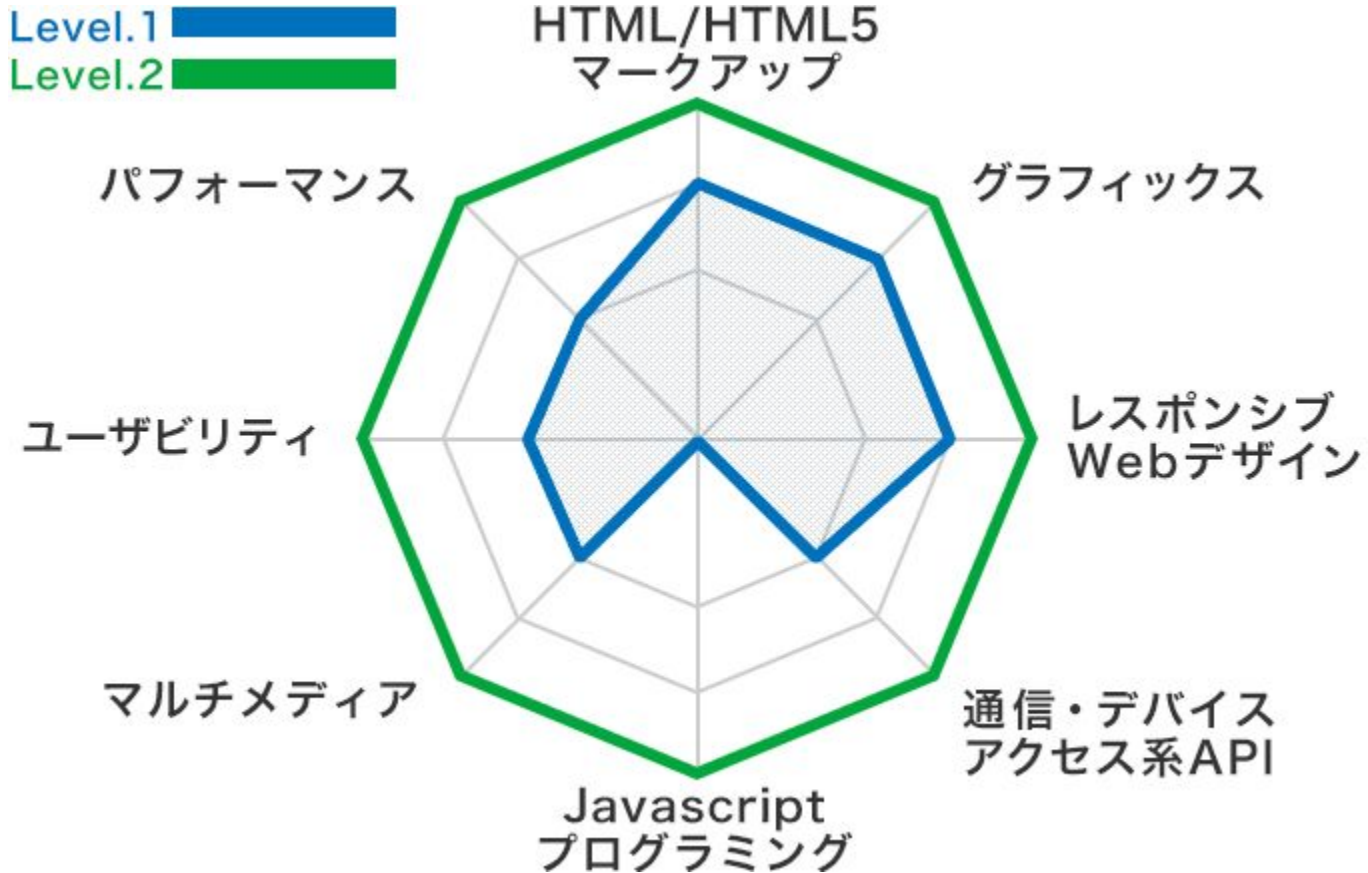 Level.1
Level.2
HTML/HTML5
マークアップ
パフォーマンス
グラフィックス
ユーザビリティ
レスポンシブ
Webデザイン
マルチメディア
通信・デバイス
アクセス系API
Javascript
プログラミング